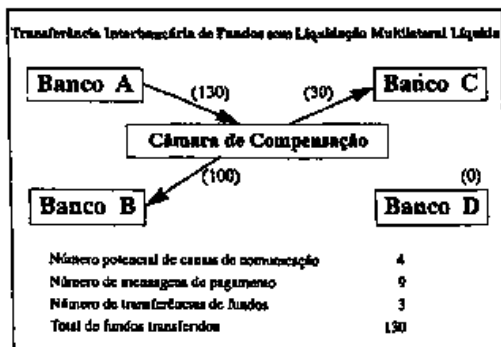 Transferência Interbancária de Fundos com Liquidação Multilateral Líquida
Banco A
(130)
(30)
Banco C
Câmara de Compensação
(100)
Banco B
(0)
Banco D
Número potencial de canais de comunicação 4
Número de mensagens de pagamento 9
Número de transferências de fundos 3
Total de fundos transferidos 130